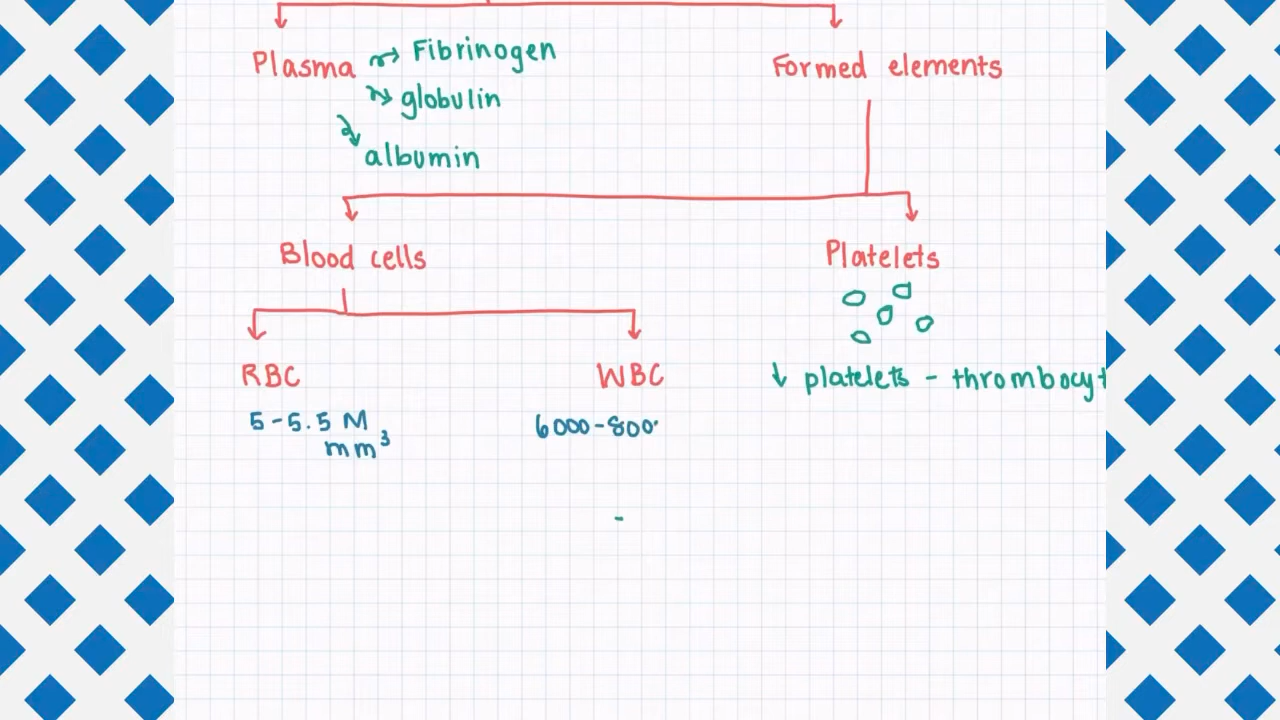 Plasma
Fibrinogen
globulin
albumin
Formed elements
Blood cells
Platelets
RBC
WBC
↓ platelets - thrombocyt
5-5.5 M
mm³
6000-800